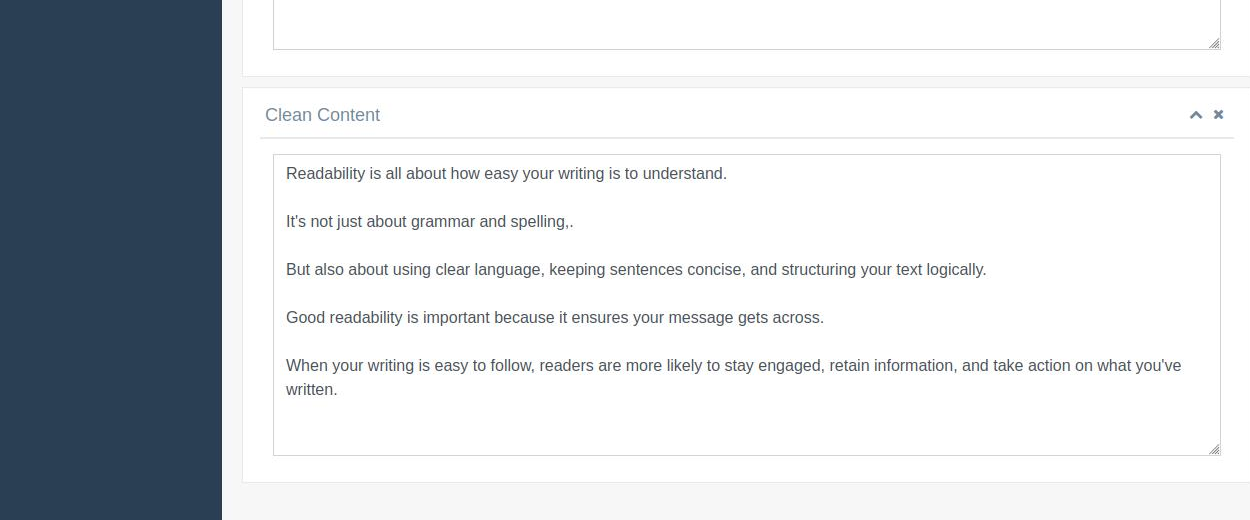 Clean Content
Readability is all about how easy your writing is to understand.
It's not just about grammar and spelling,.
But also about using clear language, keeping sentences concise, and structuring your text logically.
Good readability is important because it ensures your message gets across.
When your writing is easy to follow, readers are more likely to stay engaged, retain information, and take action on what you've
written.